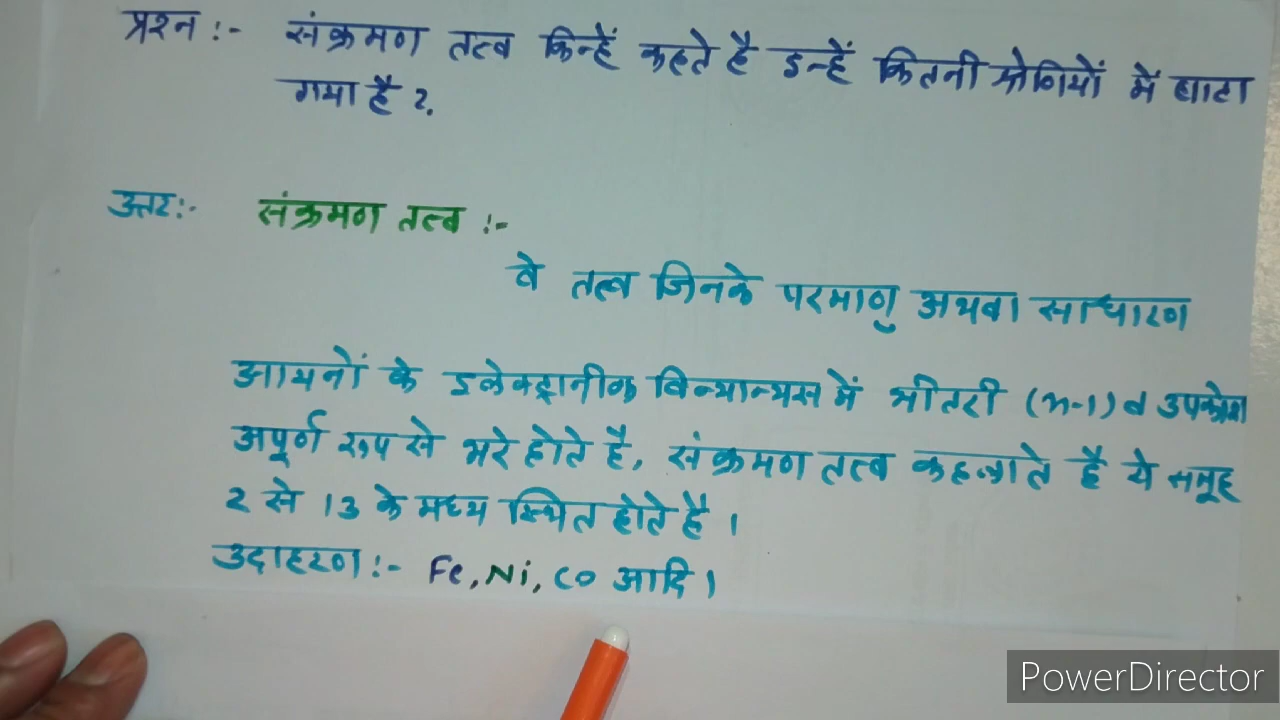 प्रश्न :- संक्रमण तत्व किन्हें कहते है इन्हें कितनी श्रेणियों में बाटा
गया है ?.
उत्तर:- संक्रमण तत्व :-
वे तत्व जिनके परमाणु अथवा साधारण
आयनों के इलेक्ट्रानीक विन्यान्यस में भीतरी (n-1) d उपकोश
अपूर्ण रूप से भरे होते है, संक्रमण तत्व कहलाते है ये समूह
2 से 13 के मध्य स्थित होते है ।
उदाहरण :- Fe, Ni, Co आदि ।
PowerDirector